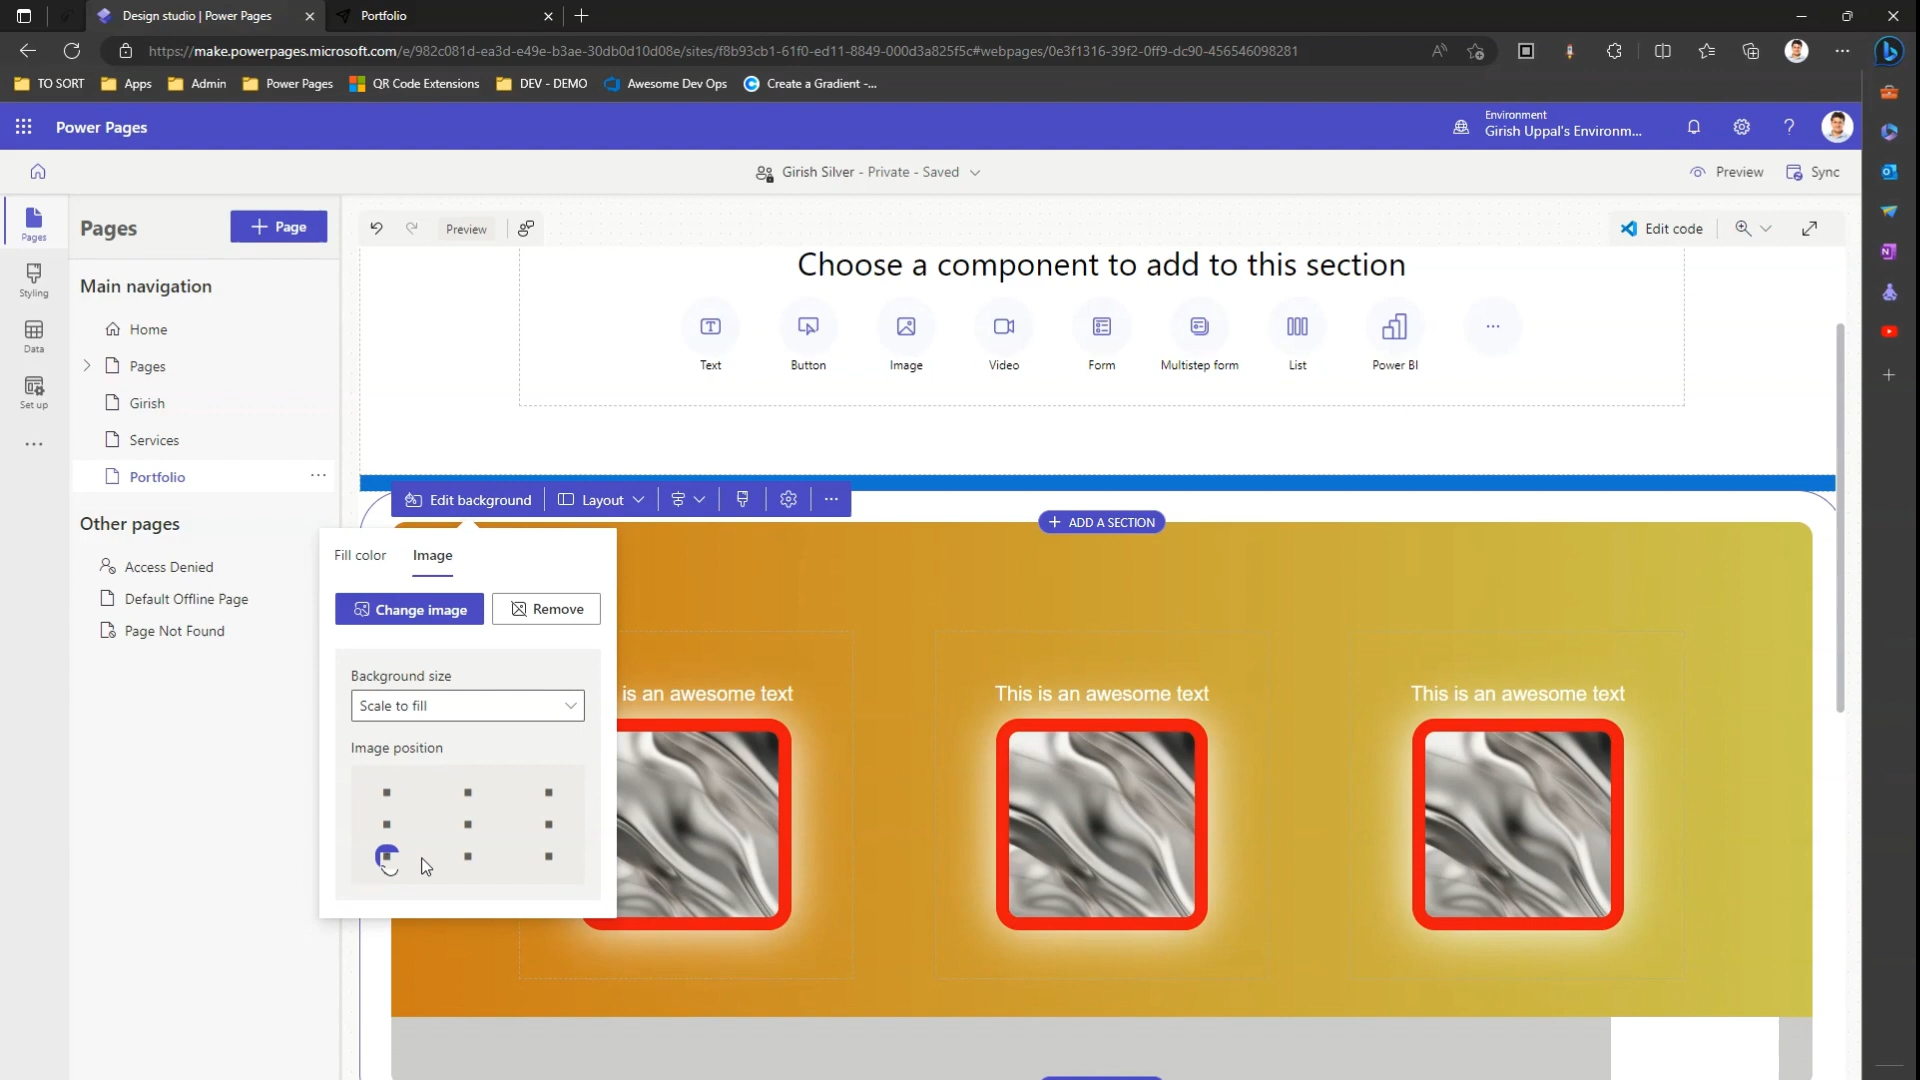 Design studio | Power Pages
Portfolio
https://make.powerpages.microsoft.com/e/982c081d-ea3d-e49e-b3ae-30db0d10d08e/sites/f8b93cb1-61f0-ed11-8849-000d3a825f5c#webpages/0e3f1316-39f2-0ff9-dc90-456546098281
TO SORT
Apps
Admin
Power Pages
QR Code Extensions
DEV - DEMO
Awesome Dev Ops
Create a Gradient -...
Power Pages
Environment
Girish Uppal's Environm...
Girish Silver - Private - Saved
Preview
Sync
Pages
Styling
Data
Set up
Pages
+ Page
Main navigation
Home
Pages
Girish
Services
Portfolio
Other pages
Access Denied
Default Offline Page
Page Not Found
Preview
Edit code
Choose a component to add to this section
Text
Button
Image
Video
Form
Multistep form
List
Power BI
Edit background
Layout
+ ADD A SECTION
Fill color
Image
Change image
Remove
Background size
Scale to fill
Image position
is an awesome text
This is an awesome text
This is an awesome text